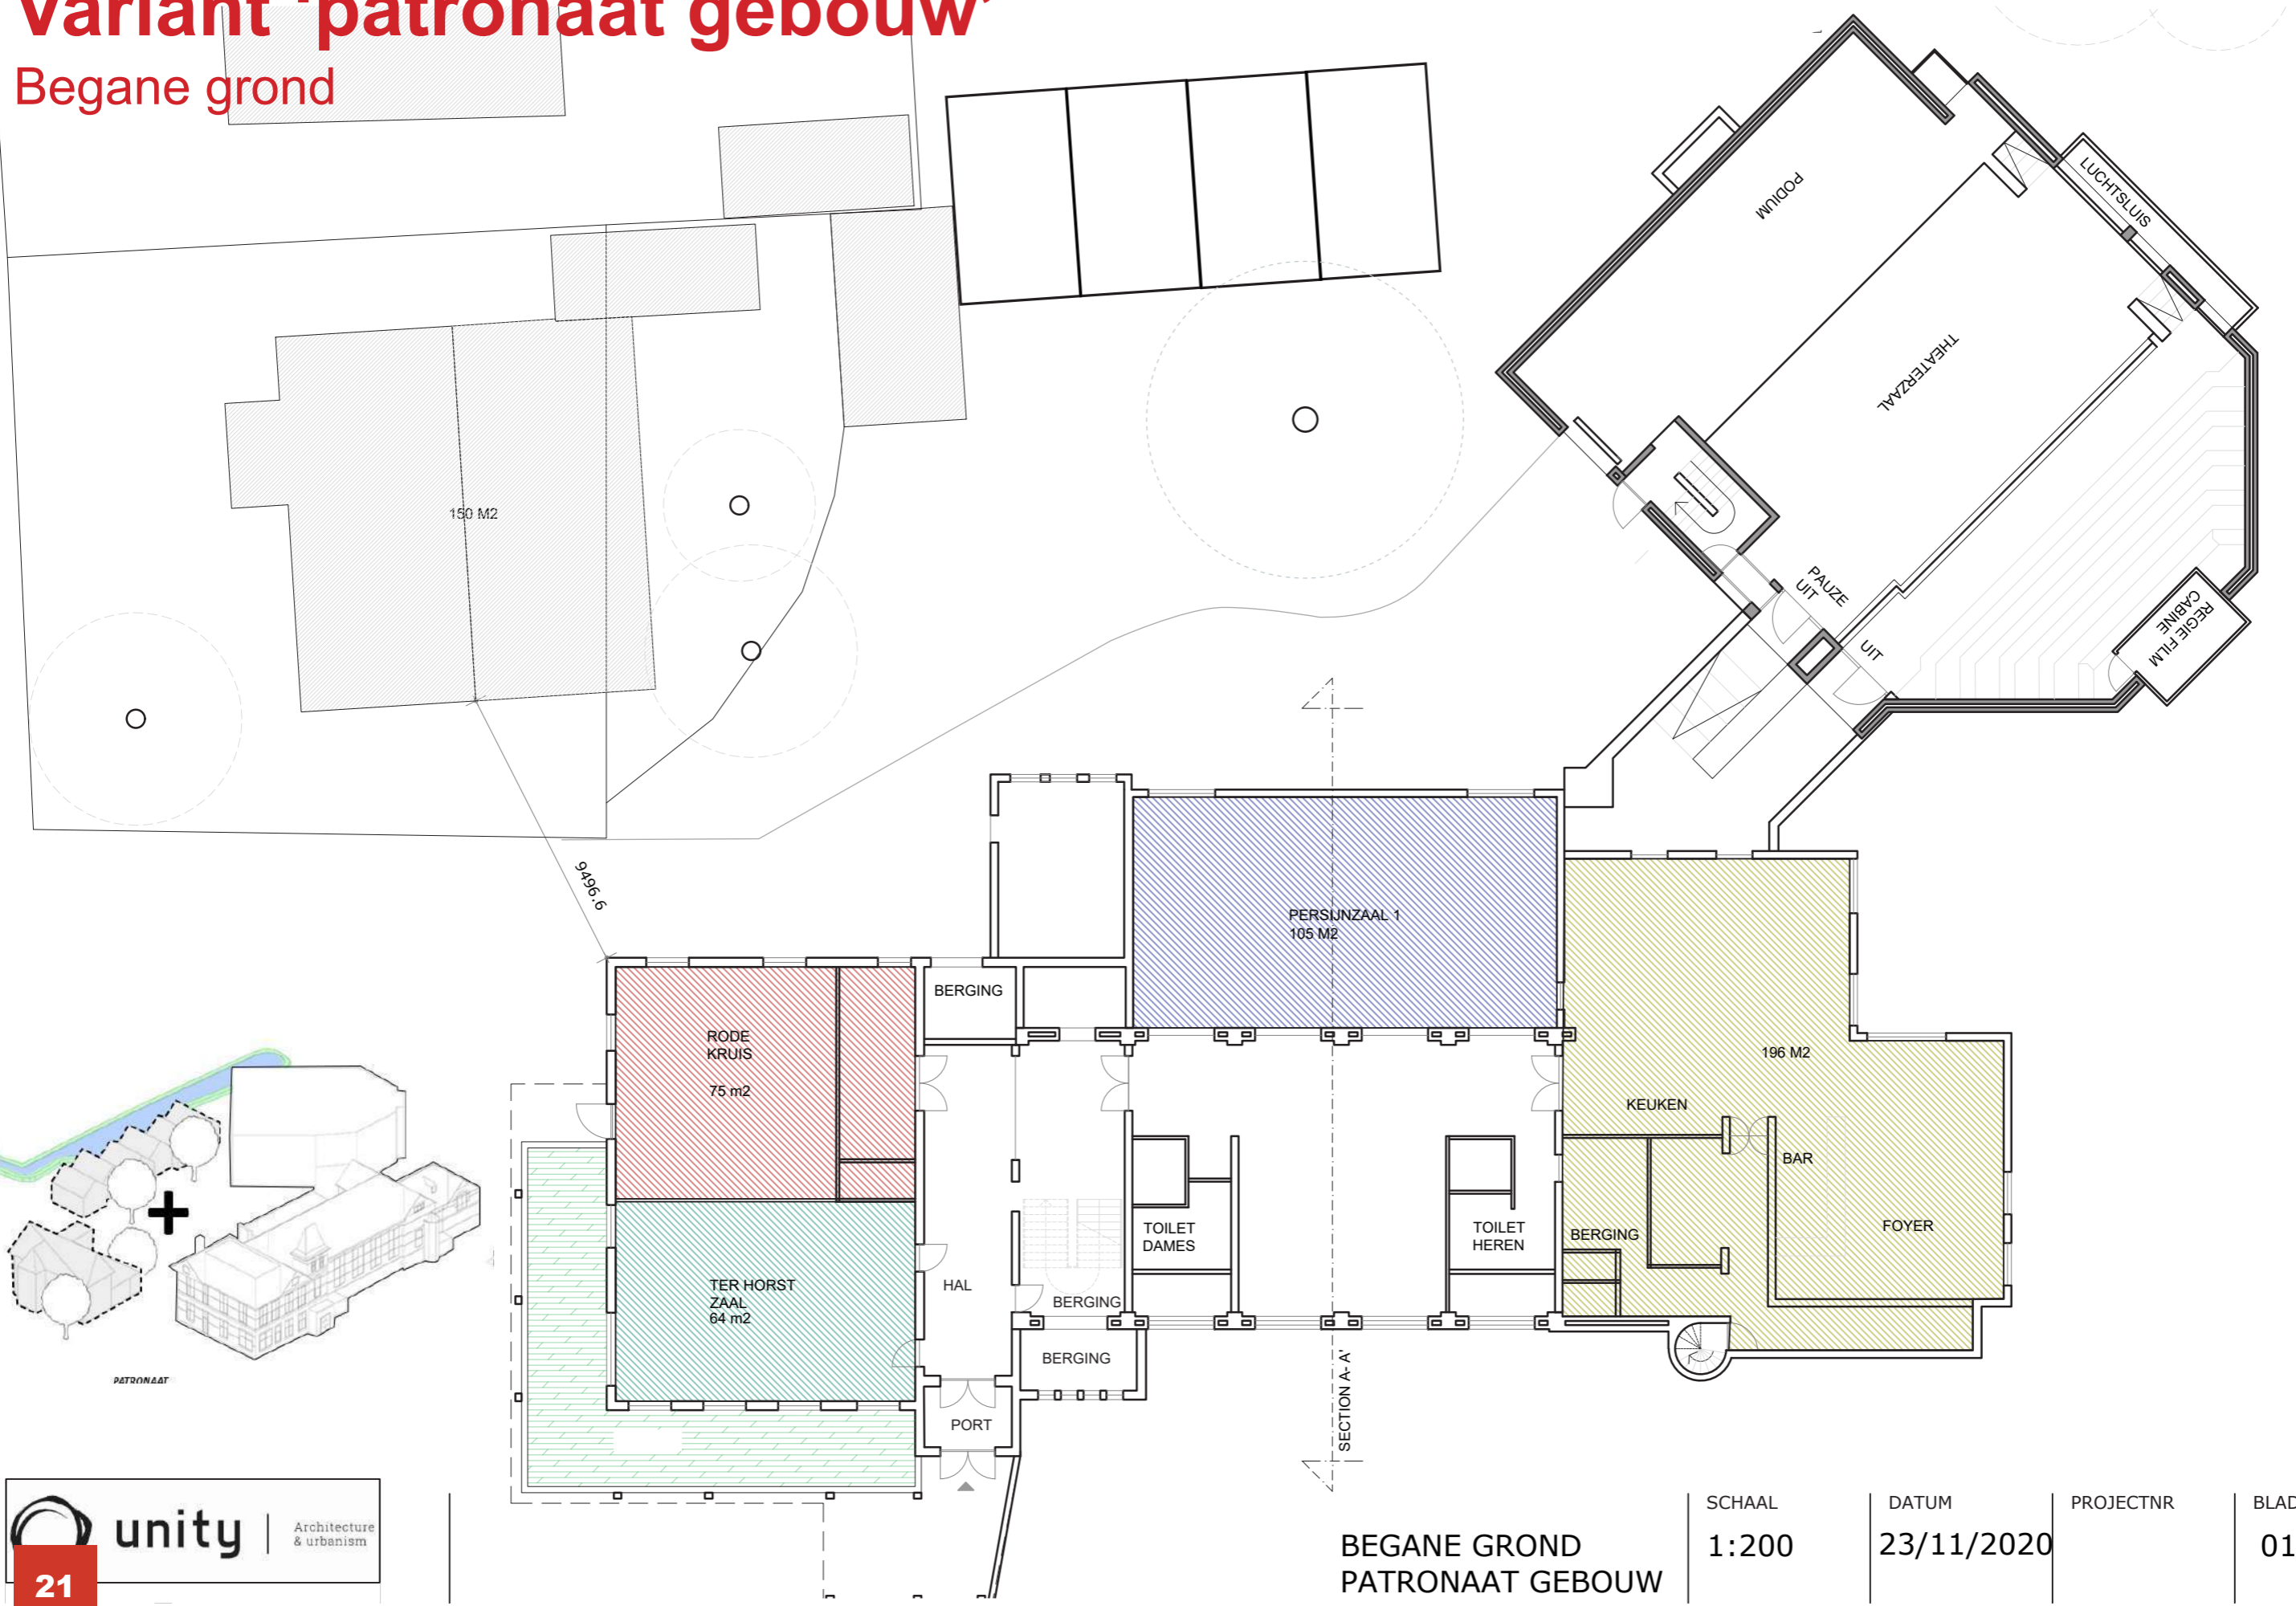 Variant ‘patronaat gebouw’
Begane grond
PODIUM
LUCHTSLUIS
THEATERZAAL
150 M2
PAUZE
UIT
UIT
REGIE FILM
CABINE
9496.6
PERSIJNZAAL 1
105 M2
BERGING
RODE
KRUIS
75 m2
196 M2
KEUKEN
BAR
TOILET
DAMES
TOILET
HEREN
BERGING
FOYER
TER HORST
ZAAL
64 m2
HAL
BERGING
BERGING
PORT
SECTION A- A'
PATRONAAT
unity
Architecture
& urbanism
21
BEGANE GROND
PATRONAAT GEBOUW
SCHAAL
1:200
DATUM
23/11/2020
PROJECTNR
BLAD
01